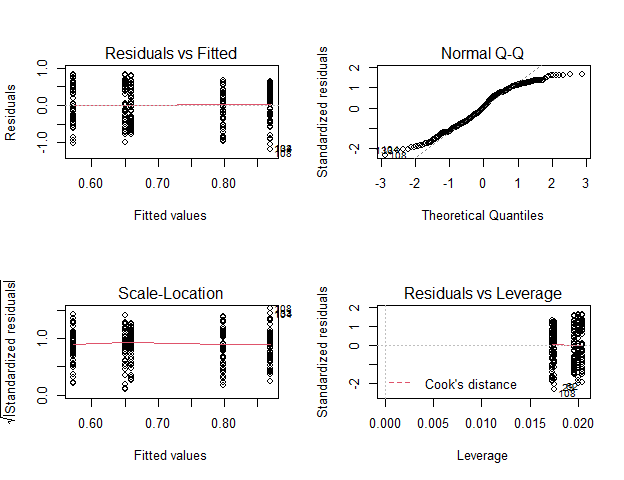 Residuals vs Fitted
Residuals
1.0
0.0
-1.0
108
0.60
0.70
0.80
Fitted values
Normal Q-Q
Standardized residuals
2
0
-2
108
-3
-2
-1
0
1
2
3
Theoretical Quantiles
Scale-Location
√|Standardized residuals|
1.0
0.0
108
0.60
0.70
0.80
Fitted values
Residuals vs Leverage
Standardized residuals
2
1
0
-2
Cook's distance
108
0.000
0.005
0.010
0.015
0.020
Leverage